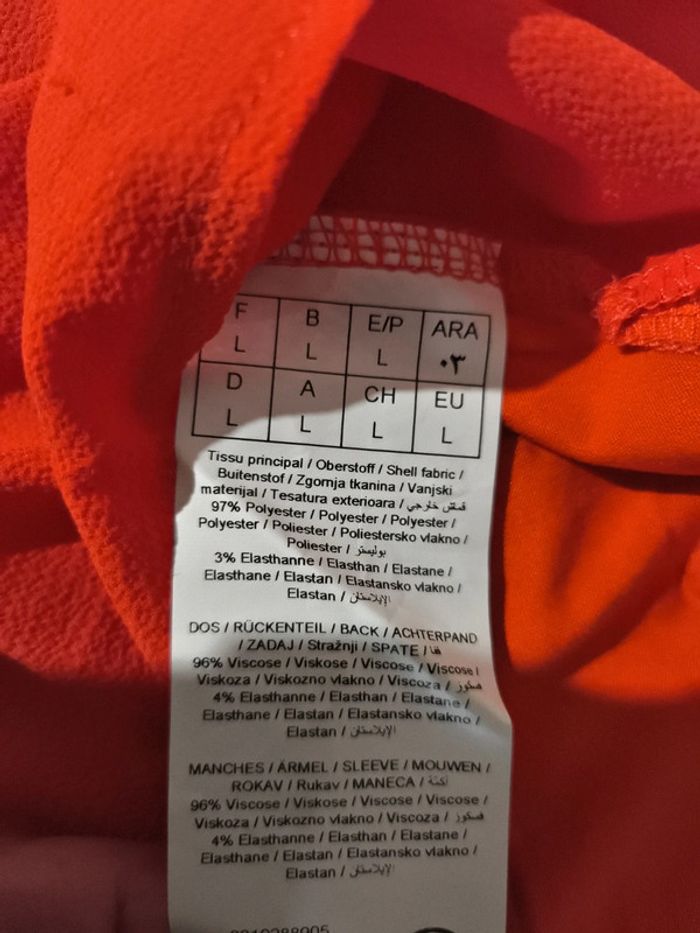 F B E/P ARA
L L L ٠٣
D A CH EU
L L L L
Tissu principal / Oberstoff / Shell fabric /
Buitenstof / Zgornja tkanina / Vanjski
materijal / Tesatura exterioara / قماش خارجي
97% Polyester / Polyester / Polyester /
Polyester / Poliester / Poliestersko vlakno /
Poliester / بوليستر
3% Elasthanne / Elasthan / Elastane /
Elasthane / Elastan / Elastansko vlakno /
Elastan / الإيلاستان
DOS / RÜCKENTEIL / BACK / ACHTERPAND
/ ZADAJ / Stražnji / SPATE /
96% Viscose / Viskose / Viscose / Viscose /
Viskoza / Viskozno vlakno / Viscoza / فسكوز
4% Elasthanne / Elasthan / Elastane /
Elasthane / Elastan / Elastansko vlakno /
Elastan / الإيلاستان
MANCHES / ÄRMEL / SLEEVE / MOUWEN /
ROKAV / Rukav / MANECA /
96% Viscose / Viskose / Viscose / Viscose /
Viskoza / Viskozno vlakno / Viscoza / فسكوز
4% Elasthanne / Elasthan / Elastane /
Elasthane / Elastan / Elastansko vlakno /
Elastan / الإيلاستان